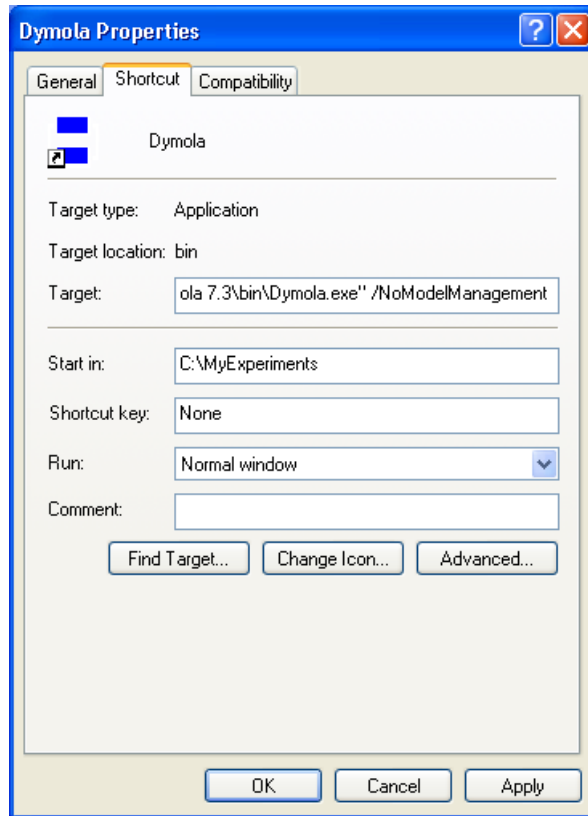 Dymola Properties
General Shortcut Compatibility
Dymola
Target type: Application
Target location: bin
Target: ola 7.3\bin\Dymola.exe" /NoModelManagement
Start in: C:\MyExperiments
Shortcut key: None
Run: Normal window
Comment:
Find Target... Change Icon... Advanced...
OK Cancel Apply